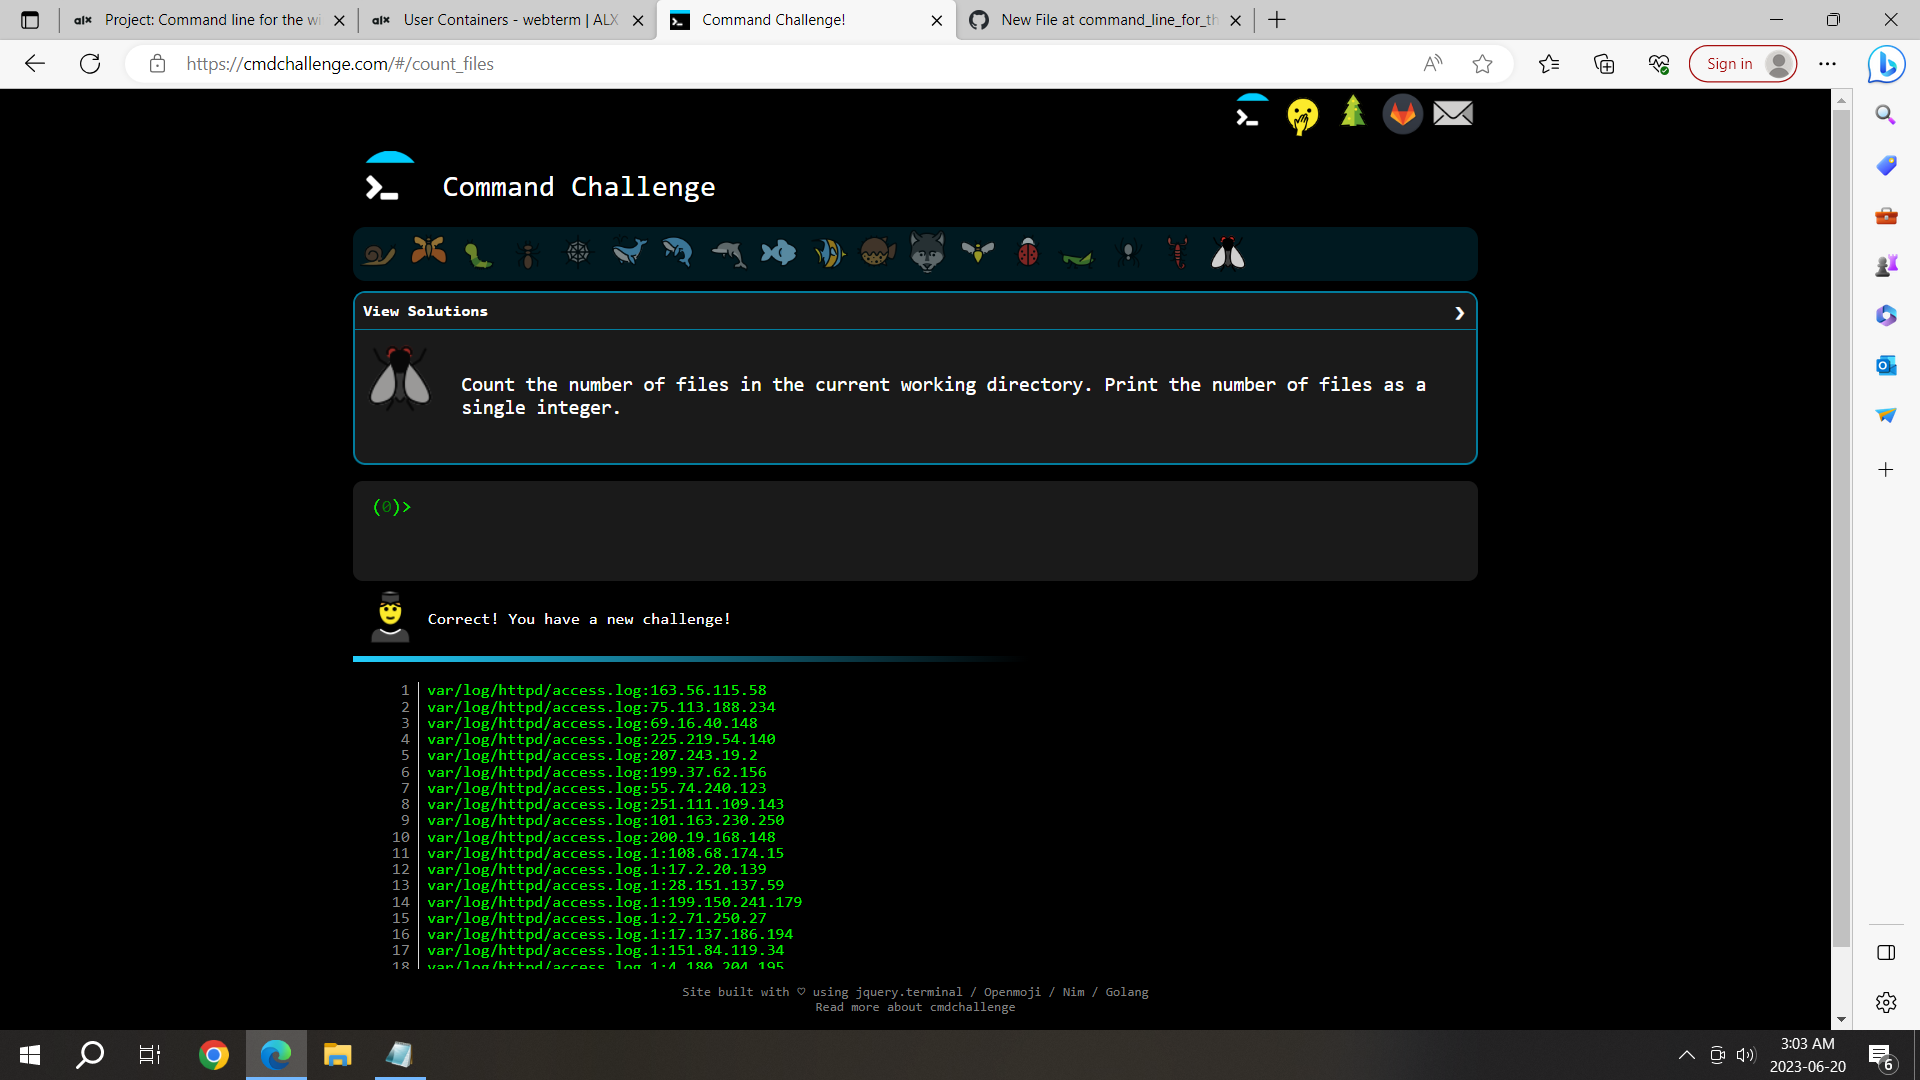 Project: Command line for the wi
User Containers - webterm | ALX
Command Challenge!
New File at command_line_for_th
https://cmdchallenge.com/#/count_files
Sign in
Command Challenge
View Solutions
Count the number of files in the current working directory. Print the number of files as a
single integer.
(0)>
Correct! You have a new challenge!
1 var/log/httpd/access.log:163.56.115.58
2 var/log/httpd/access.log:75.113.188.234
3 var/log/httpd/access.log:69.16.40.148
4 var/log/httpd/access.log:225.219.54.140
5 var/log/httpd/access.log:207.243.19.2
6 var/log/httpd/access.log:199.37.62.156
7 var/log/httpd/access.log:55.74.240.123
8 var/log/httpd/access.log:251.111.109.143
9 var/log/httpd/access.log:101.163.230.250
10 var/log/httpd/access.log:200.19.168.148
11 var/log/httpd/access.log.1:108.68.174.15
12 var/log/httpd/access.log.1:17.2.20.139
13 var/log/httpd/access.log.1:28.151.137.59
14 var/log/httpd/access.log.1:199.150.241.179
15 var/log/httpd/access.log.1:2.71.250.27
16 var/log/httpd/access.log.1:17.137.186.194
17 var/log/httpd/access.log.1:151.84.119.34
18 var/log/httpd/access.log.1:4.180.204.195
Site built with ♡ using jquery.terminal / Openmoji / Nim / Golang
Read more about cmdchallenge
3:03 AM
2023-06-20
6